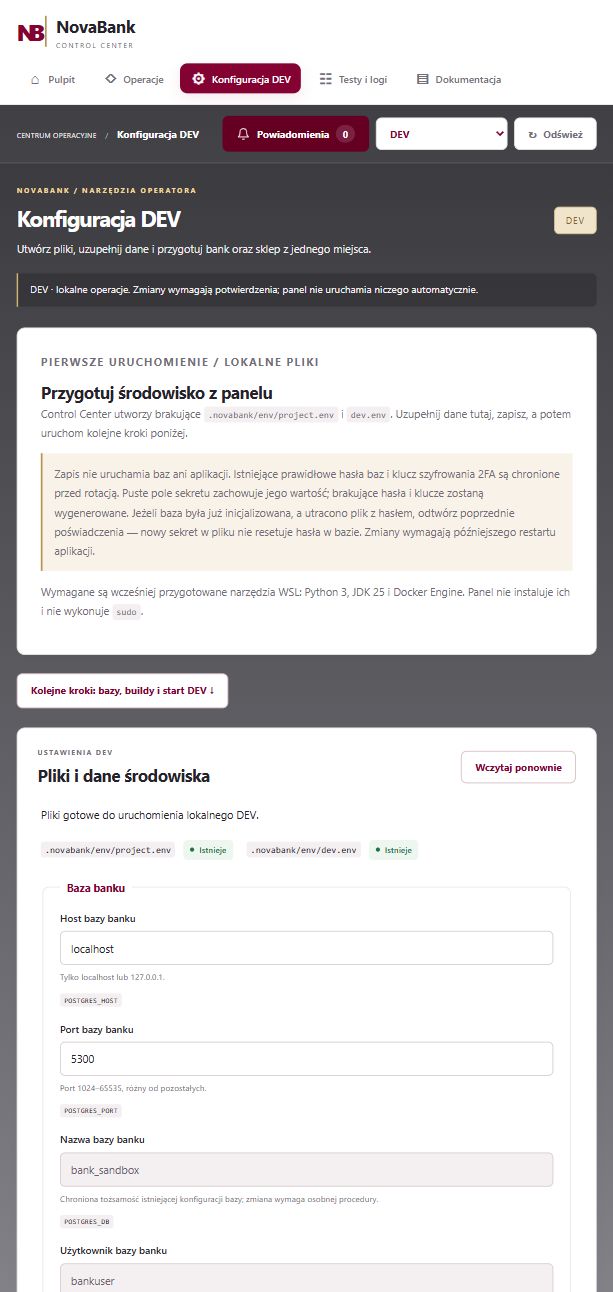 NB NovaBank
CONTROL CENTER
Pulpit
Operacje
Konfiguracja DEV
Testy i logi
Dokumentacja
CENTRUM OPERACYJNE / Konfiguracja DEV
Powiadomienia 0
DEV
Odśwież
NOVABANK / NARZĘDZIA OPERATORA
Konfiguracja DEV
DEV
Utwórz pliki, uzupełnij dane i przygotuj bank oraz sklep z jednego miejsca.
DEV · lokalne operacje. Zmiany wymagają potwierdzenia; panel nie uruchamia niczego automatycznie.
PIERWSZE URUCHOMIENIE / LOKALNE PLIKI
Przygotuj środowisko z panelu
Control Center utworzy brakujące .novabank/env/project.env i dev.env. Uzupełnij dane tutaj, zapisz, a potem
uruchom kolejne kroki poniżej.
Zapis nie uruchamia baz ani aplikacji. Istniejące prawidłowe hasła baz i klucz szyfrowania 2FA są chronione
przed rotacją. Puste pole sekretu zachowuje jego wartość; brakujące hasła i klucze zostaną
wygenerowane. Jeżeli baza była już inicjalizowana, a utracono plik z hasłem, odtwórz poprzednie
poświadczenia — nowy sekret w pliku nie resetuje hasła w bazie. Zmiany wymagają późniejszego restartu
aplikacji.
Wymagane są wcześniej przygotowane narzędzia WSL: Python 3, JDK 25 i Docker Engine. Panel nie instaluje ich
i nie wykonuje sudo.
Kolejne kroki: bazy, buildy i start DEV ↓
USTAWIENIA DEV
Pliki i dane środowiska
Wczytaj ponownie
Pliki gotowe do uruchomienia lokalnego DEV.
.novabank/env/project.env Istnieje .novabank/env/dev.env Istnieje
Baza banku
Host bazy banku
localhost
Tylko localhost lub 127.0.0.1.
POSTGRES_HOST
Port bazy banku
5300
Port 1024–65535, różny od pozostałych.
POSTGRES_PORT
Nazwa bazy banku
bank_sandbox
Chroniona tożsamość istniejącej konfiguracji bazy; zmiana wymaga osobnej procedury.
POSTGRES_DB
Użytkownik bazy banku
bankuser